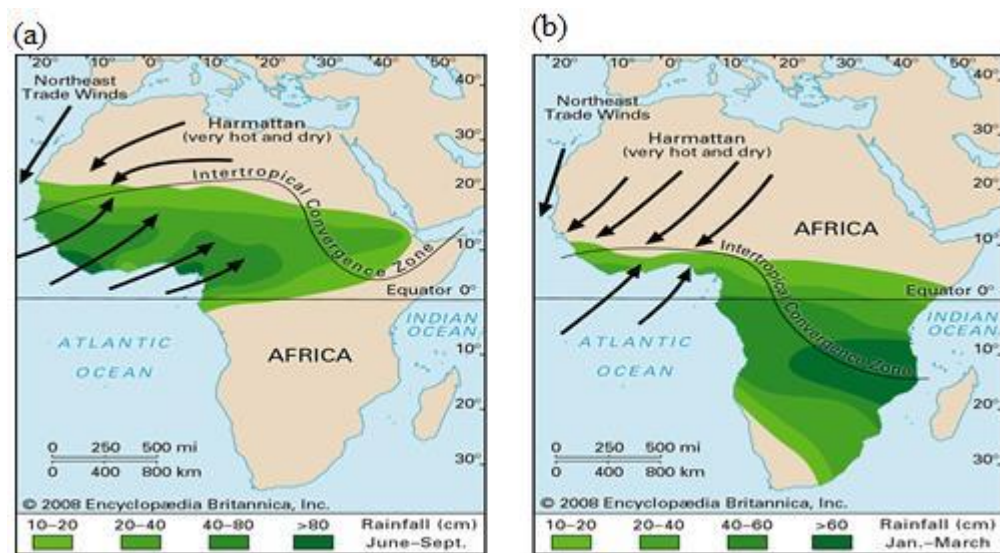 (a)
20° 10° 0° 10° 20° 30° 40°
40°
Northeast
Trade Winds
Harmattan
(very hot and dry)
30°
20°
Intertropical Convergence Zone
10°
Equator 0°
ATLANTIC
OCEAN
AFRICA
INDIAN
OCEAN
10°
20°
30°
0 250 500 mi
0 400 800 km
© 2008 Encyclopædia Britannica, Inc.
10–20 20–40 40–80 >80 Rainfall (cm)
June–Sept.
(b)
20° 10° 0° 10° 20° 30° 40°
40°
Northeast
Trade Winds
Harmattan
(very hot and dry)
30°
20°
AFRICA
10°
Intertropical Convergence Zone
Equator 0°
ATLANTIC
OCEAN
INDIAN
OCEAN
10°
20°
30°
0 250 500 mi
0 400 800 km
© 2008 Encyclopædia Britannica, Inc.
10–20 20–40 40–60 >60 Rainfall (cm)
Jan.–March